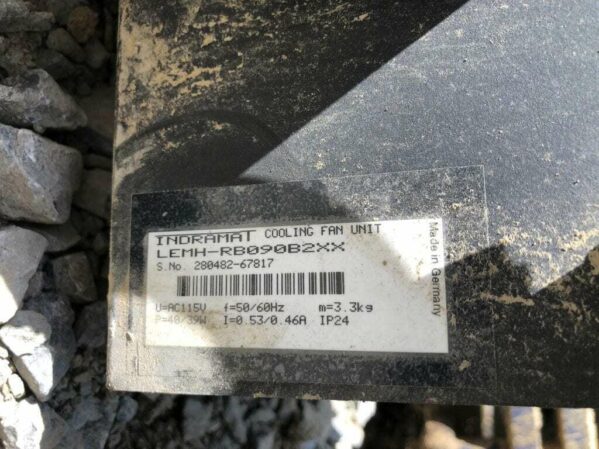 INDRAMAT COOLING FAN UNIT
LEMH-RB090B2XX
S.No. 280482-67817
U=AC115V f=50/60Hz m=3.3kg
P=40/39W I=0.53/0.46A IP24
Made in Germany